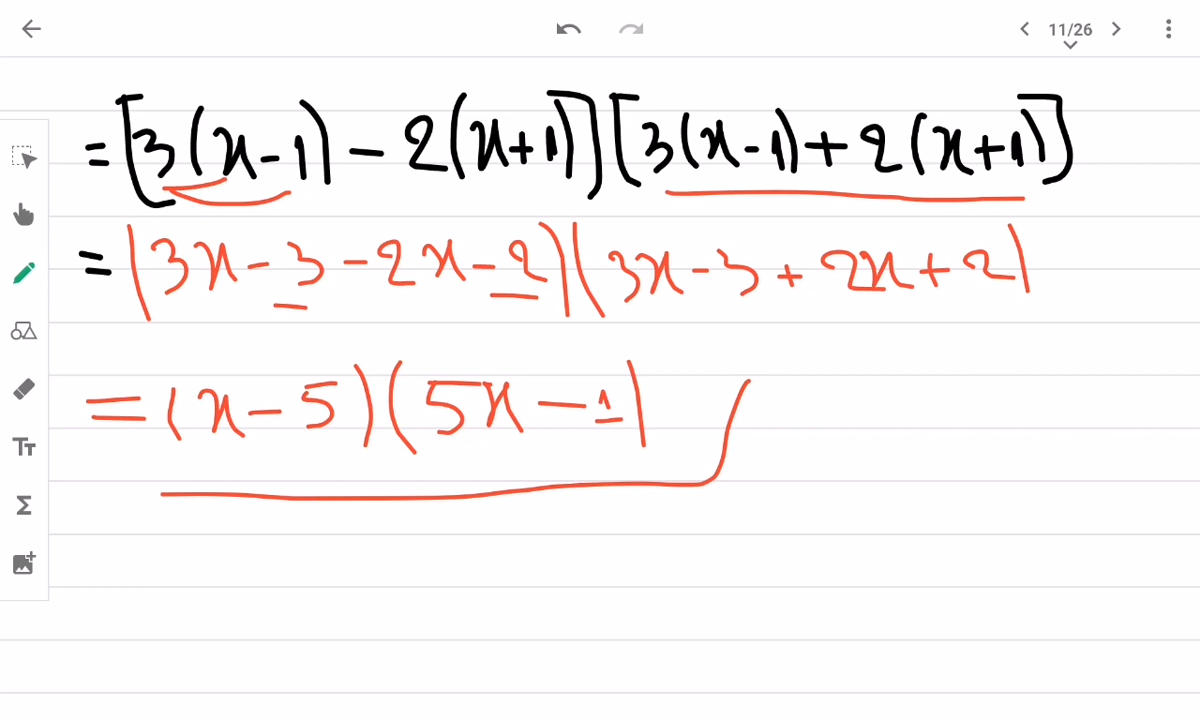 11/26
= [3(x-1) - 2(x+1)] [3(x-1) + 2(x+1)]
= (3x - 3 - 2x - 2)(3x - 3 + 2x + 2)
= (x - 5)(5x - 1)
Tт
Σ